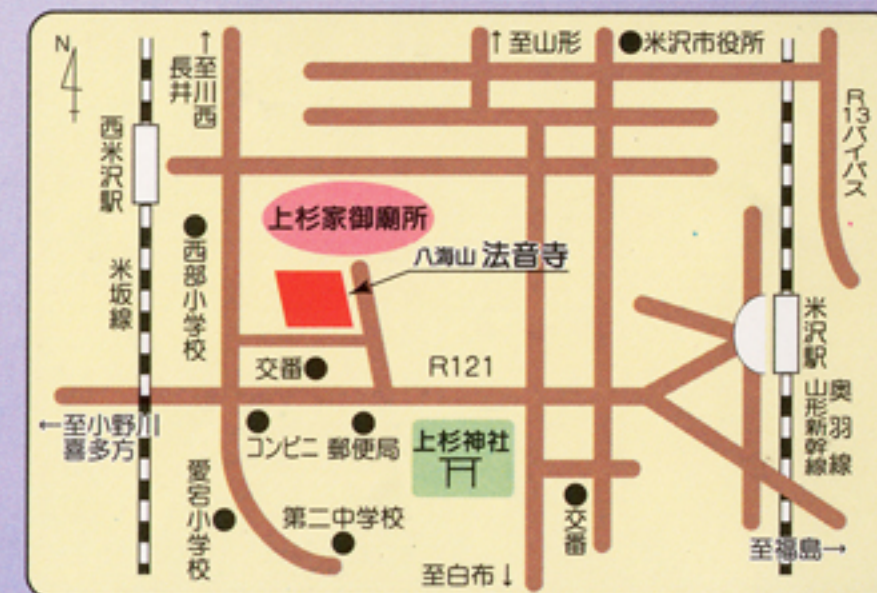 N
↑至川西
長井
↑至山形
●米沢市役所
R13バイパス
西米沢駅
上杉家御廟所
八海山 法音寺
西部小学校
米坂線
米沢駅
交番●
R121
奥羽線
山形新幹線
←至小野川
喜多方
コンビニ
郵便局
上杉神社
愛宕小学校
第二中学校
交番
至白布↓
至福島→